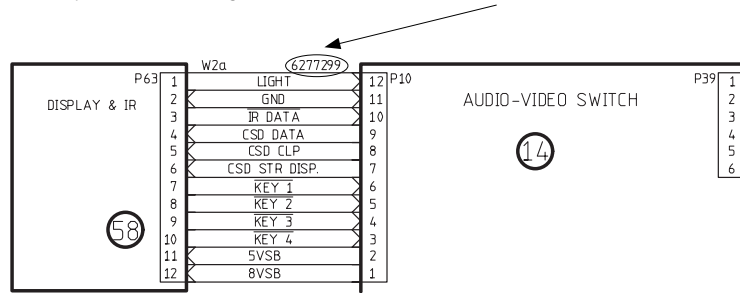 W2a 6277299
P63 P10 P39
DISPLAY & IR
AUDIO-VIDEO SWITCH
1 LIGHT 12
2 GND 11
3 IR DATA 10
4 CSD DATA 9
5 CSD CLP 8
6 CSD STR DISP. 7
7 KEY 1 6
8 KEY 2 5
9 KEY 3 4
10 KEY 4 3
11 5VSB 2
12 8VSB 1
58
14
1
2
3
4
5
6